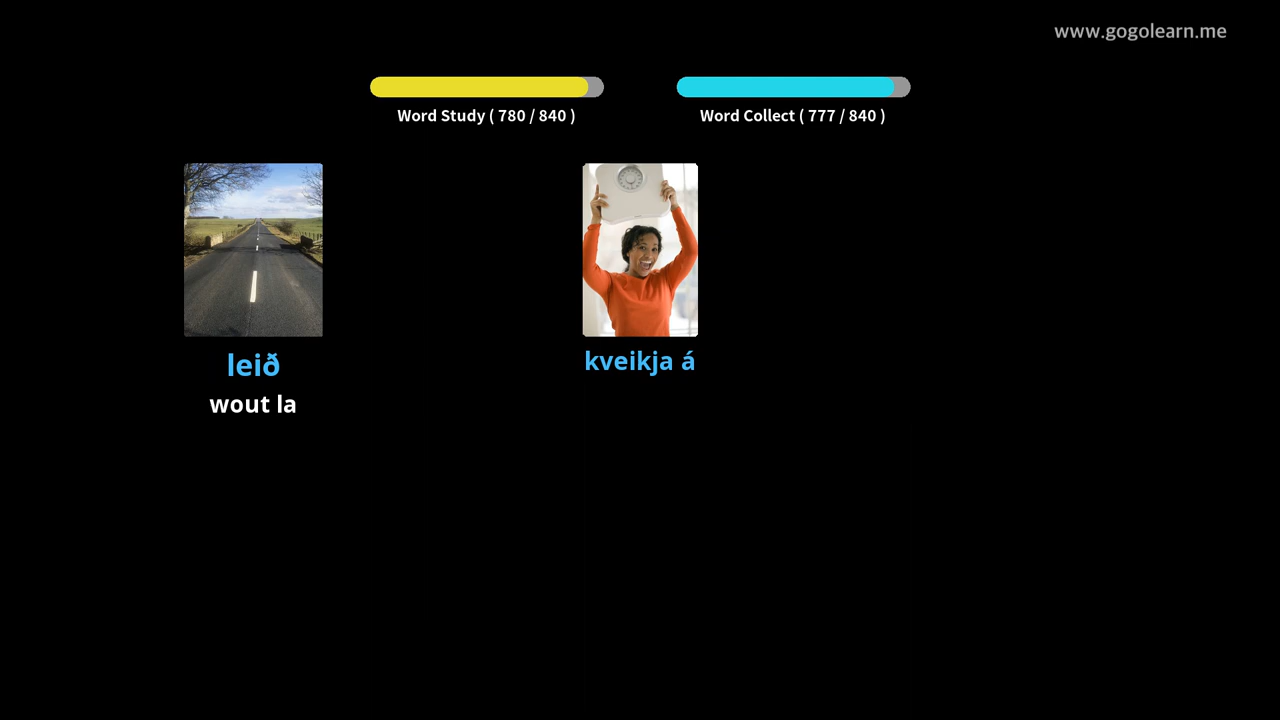 www.gogolearn.me
Word Study ( 780 / 840 )
Word Collect ( 777 / 840 )
leið
wout la
kveikja á